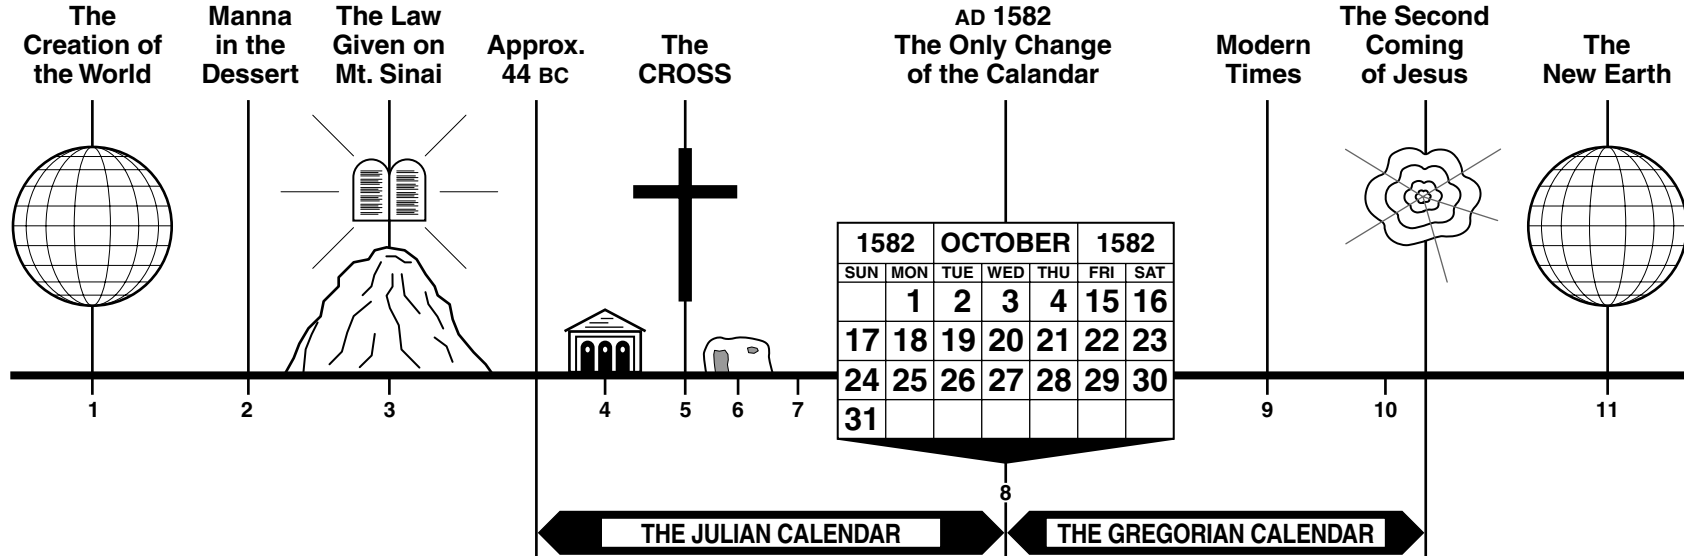 The
Creation of
the World
Manna
in the
Dessert
The Law
Given on
Mt. Sinai
Approx.
44 BC
The
CROSS
AD 1582
The Only Change
of the Calandar
Modern
Times
The Second
Coming
of Jesus
The
New Earth
1582 OCTOBER 1582
SUN MON TUE WED THU FRI SAT
1 2 3 4 15 16
17 18 19 20 21 22 23
24 25 26 27 28 29 30
31
1 2 3 4 5 6 7 9 10 11
8
THE JULIAN CALENDAR THE GREGORIAN CALENDAR